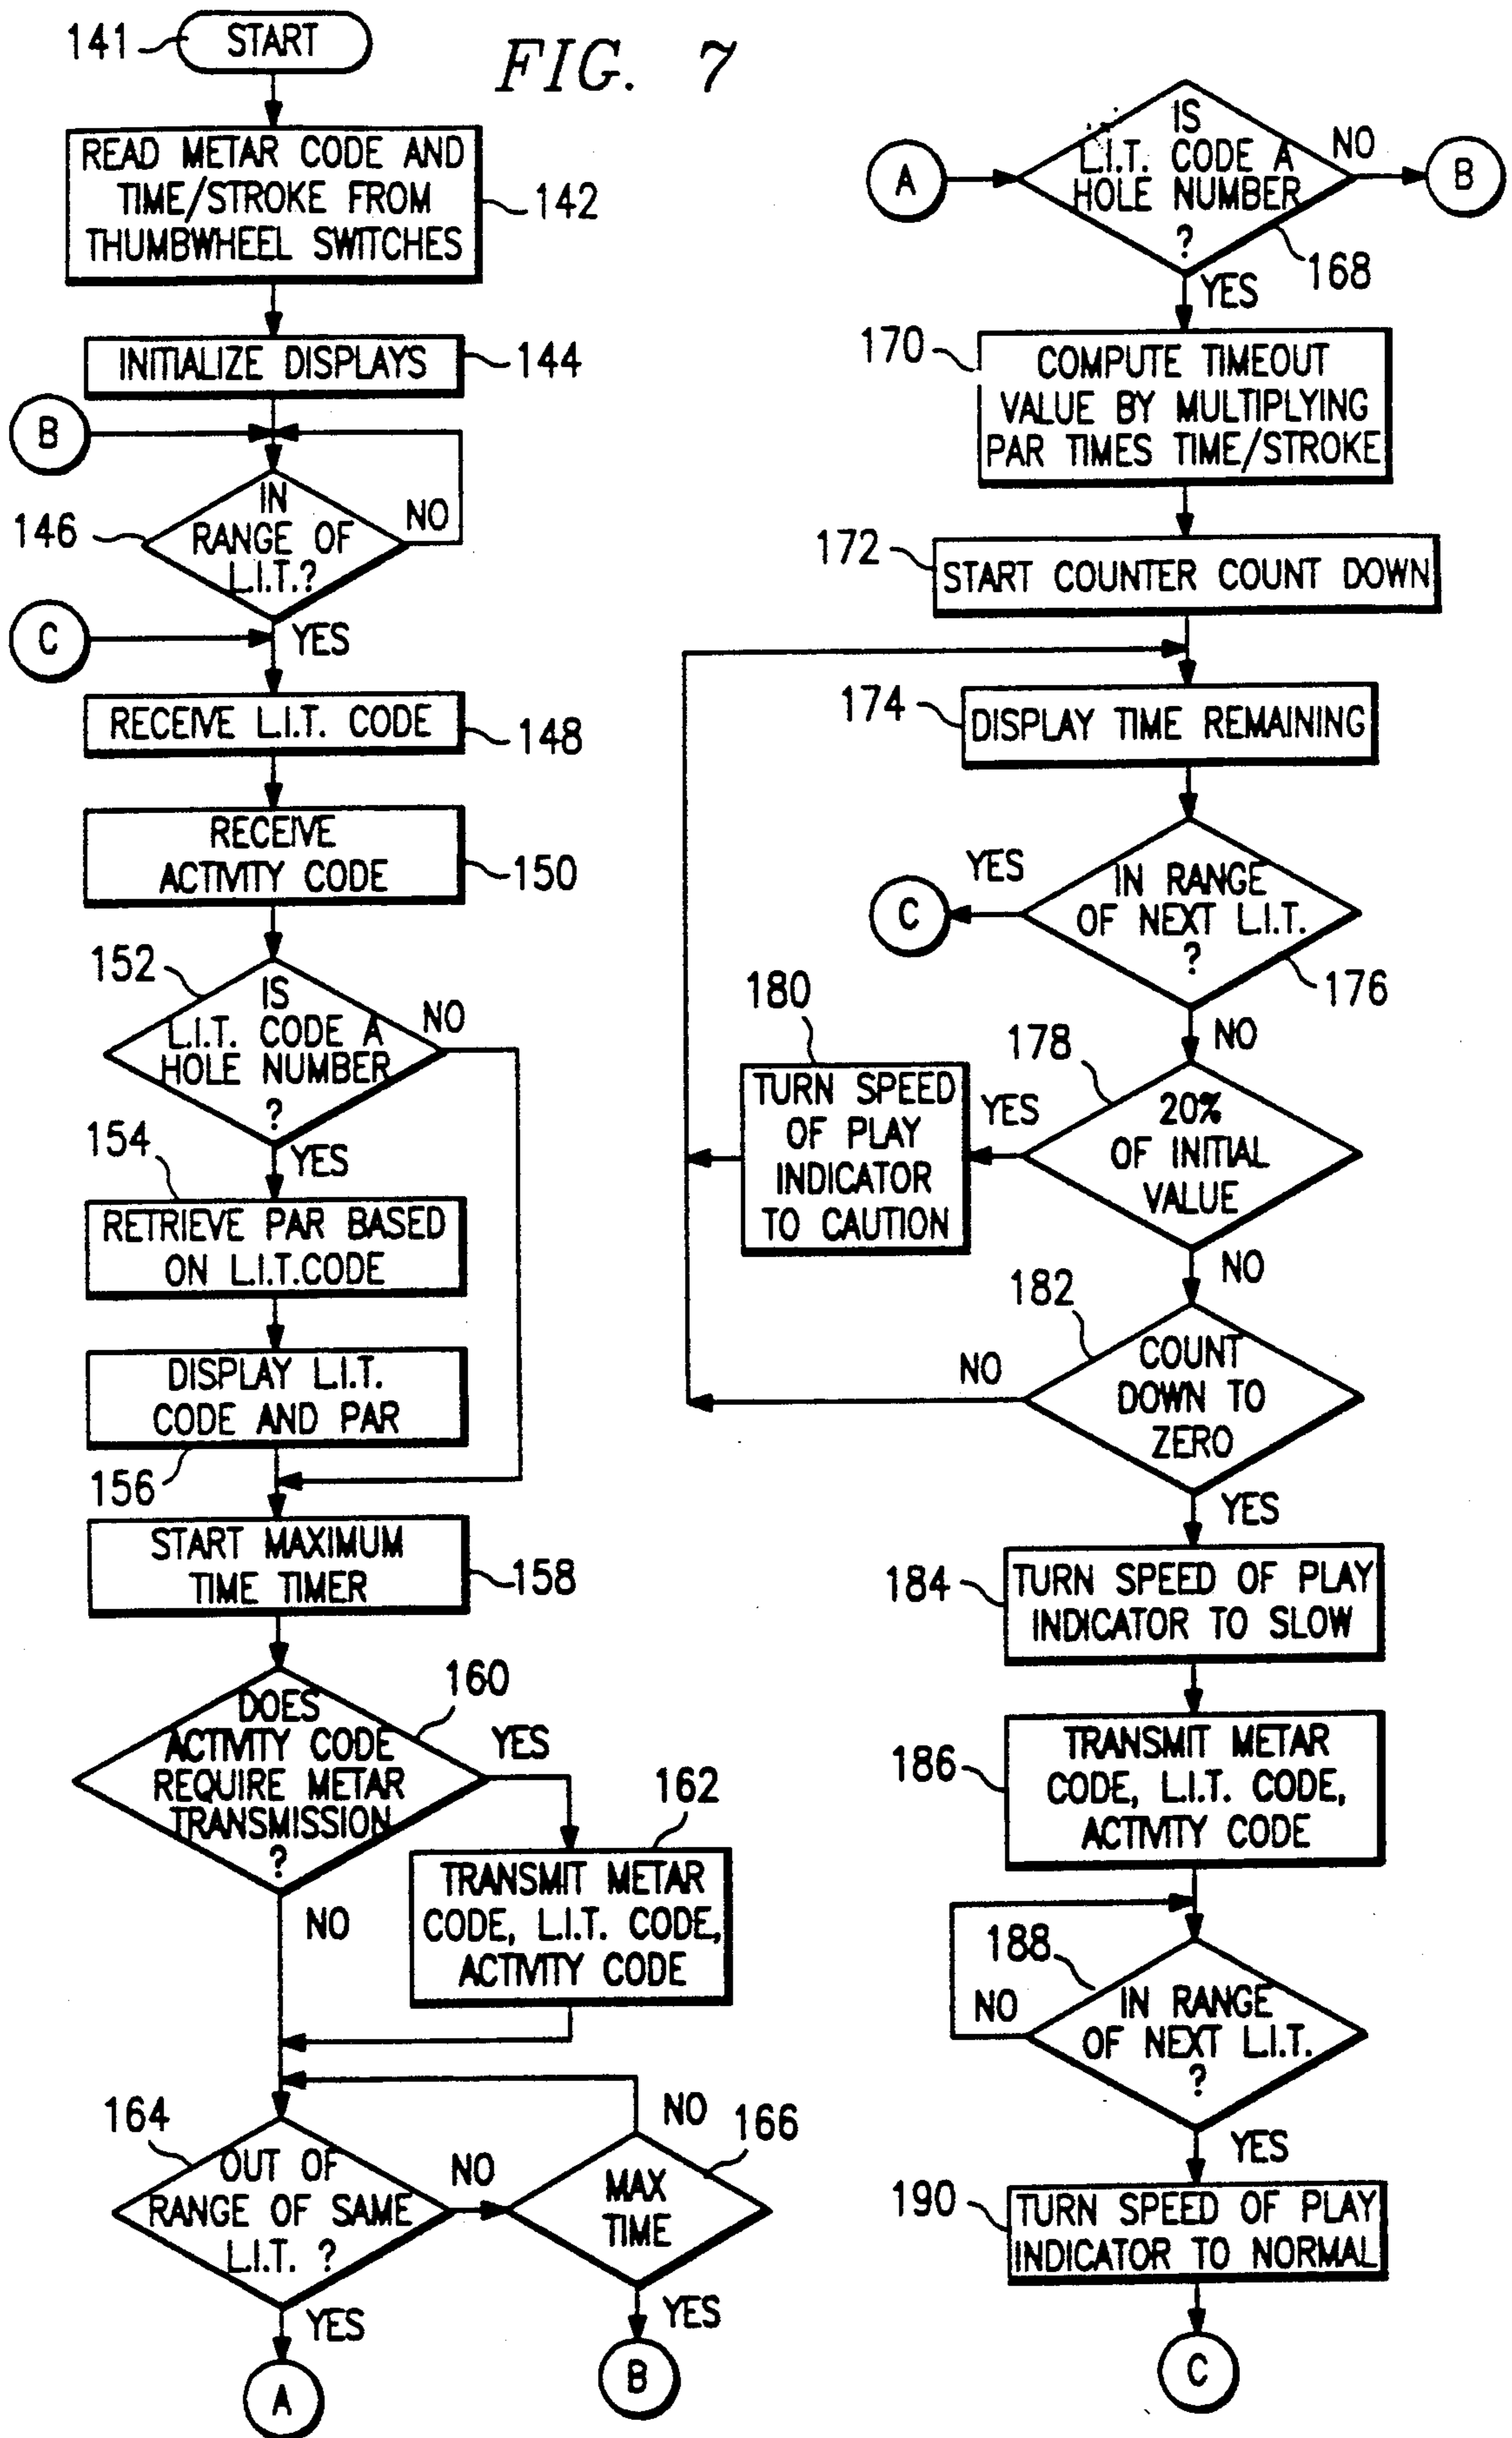 FIG. 7
141
START
READ METAR CODE AND
TIME/STROKE FROM
THUMBWHEEL SWITCHES
142
INITIALIZE DISPLAYS
144
B
146
IN
RANGE OF
L.I.T.?
NO
C
YES
RECEIVE L.I.T. CODE
148
RECEIVE
ACTIVITY CODE
150
152
IS
L.I.T. CODE A
HOLE NUMBER
?
NO
YES
154
RETRIEVE PAR BASED
ON L.I.T.CODE
DISPLAY L.I.T.
CODE AND PAR
156
START MAXIMUM
TIME TIMER
158
DOES
ACTIVITY CODE
REQUIRE METAR
TRANSMISSION
?
160
YES
NO
162
TRANSMIT METAR
CODE, L.I.T. CODE,
ACTIVITY CODE
164
OUT OF
RANGE OF SAME
L.I.T. ?
NO
YES
A
166
MAX
TIME
NO
YES
B
A
IS
L.I.T. CODE A
HOLE NUMBER
?
NO
B
168
YES
170
COMPUTE TIMEOUT
VALUE BY MULTIPLYING
PAR TIMES TIME/STROKE
172
START COUNTER COUNT DOWN
174
DISPLAY TIME REMAINING
YES
C
IN RANGE
OF NEXT L.I.T.
?
176
NO
178
20%
OF INITIAL
VALUE
YES
180
TURN SPEED
OF PLAY
INDICATOR
TO CAUTION
NO
182
COUNT
DOWN TO
ZERO
NO
YES
184
TURN SPEED OF PLAY
INDICATOR TO SLOW
186
TRANSMIT METAR
CODE, L.I.T. CODE,
ACTIVITY CODE
188
IN RANGE
OF NEXT L.I.T.
?
NO
YES
190
TURN SPEED OF PLAY
INDICATOR TO NORMAL
C